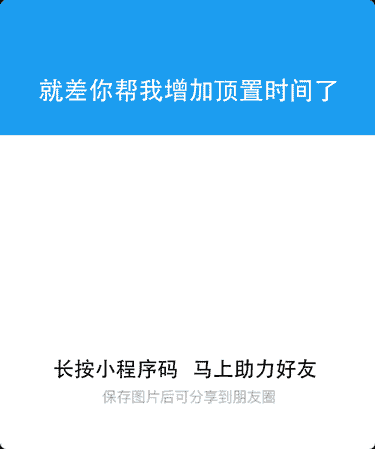 就差你帮我增加顶置时间了
长按小程序码 马上助力好友
保存图片后可分享到朋友圈